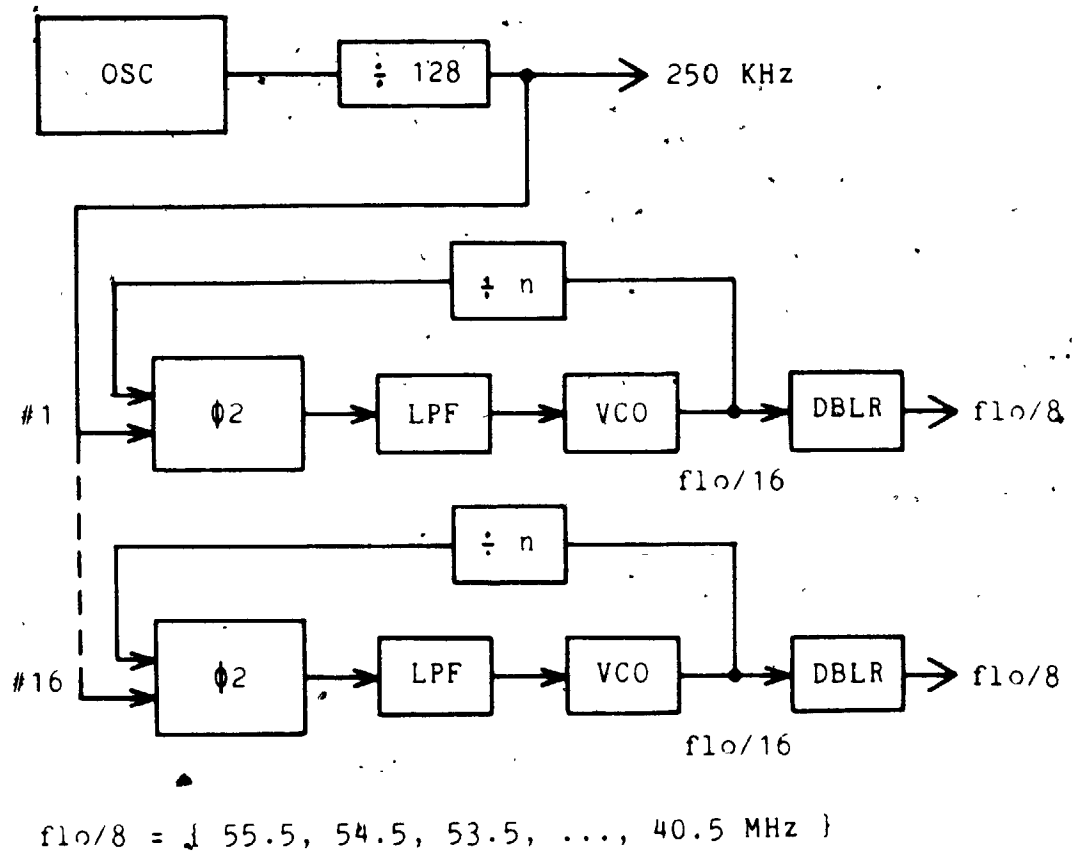 OSC
÷ 128
250 KHz
÷ n
#1
ϕ2
LPF
VCO
DBLR
flo/8
flo/16
÷ n
#16
ϕ2
LPF
VCO
DBLR
flo/8
flo/16
flo/8 = { 55.5, 54.5, 53.5, ..., 40.5 MHz }